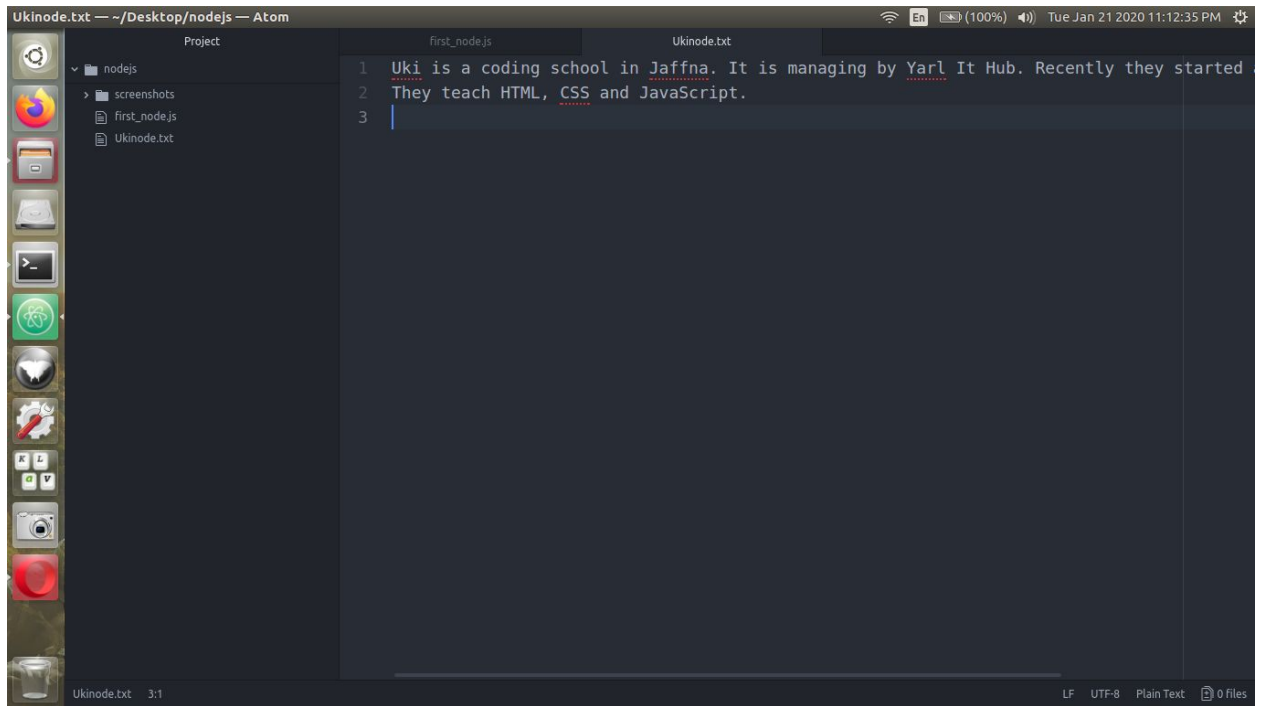 Ukinode.txt — ~/Desktop/nodejs — Atom
En (100%) Tue Jan 21 2020 11:12:35 PM
Project
first_node.js
Ukinode.txt
nodejs
screenshots
first_node.js
Ukinode.txt
1 Uki is a coding school in Jaffna. It is managing by Yarl It Hub. Recently they started
2 They teach HTML, CSS and JavaScript.
3
>_
K L
a v
Ukinode.txt 3:1
LF UTF-8 Plain Text 0 files